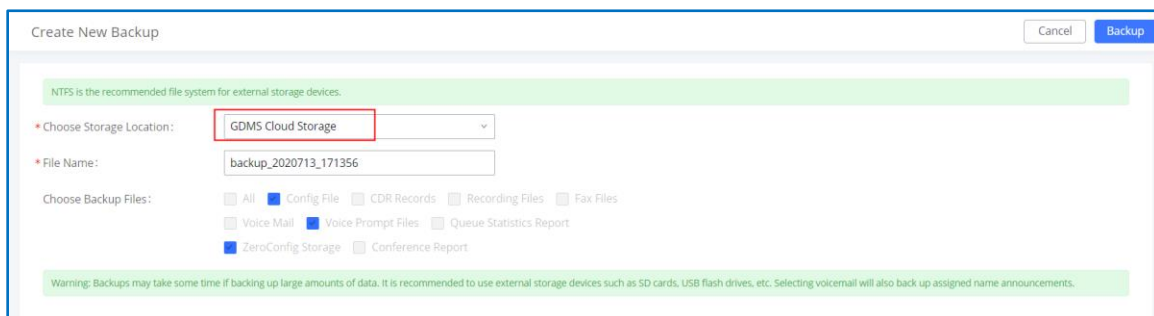 Create New Backup Cancel Backup
NTFS is the recommended file system for external storage devices.
* Choose Storage Location: GDMS Cloud Storage
* File Name: backup_2020713_171356
Choose Backup Files: All Config File CDR Records Recording Files Fax Files
Voice Mail Voice Prompt Files Queue Statistics Report
ZeroConfig Storage Conference Report
Warning: Backups may take some time if backing up large amounts of data. It is recommended to use external storage devices such as SD cards, USB flash drives, etc. Selecting voicemail will also back up assigned name announcements.